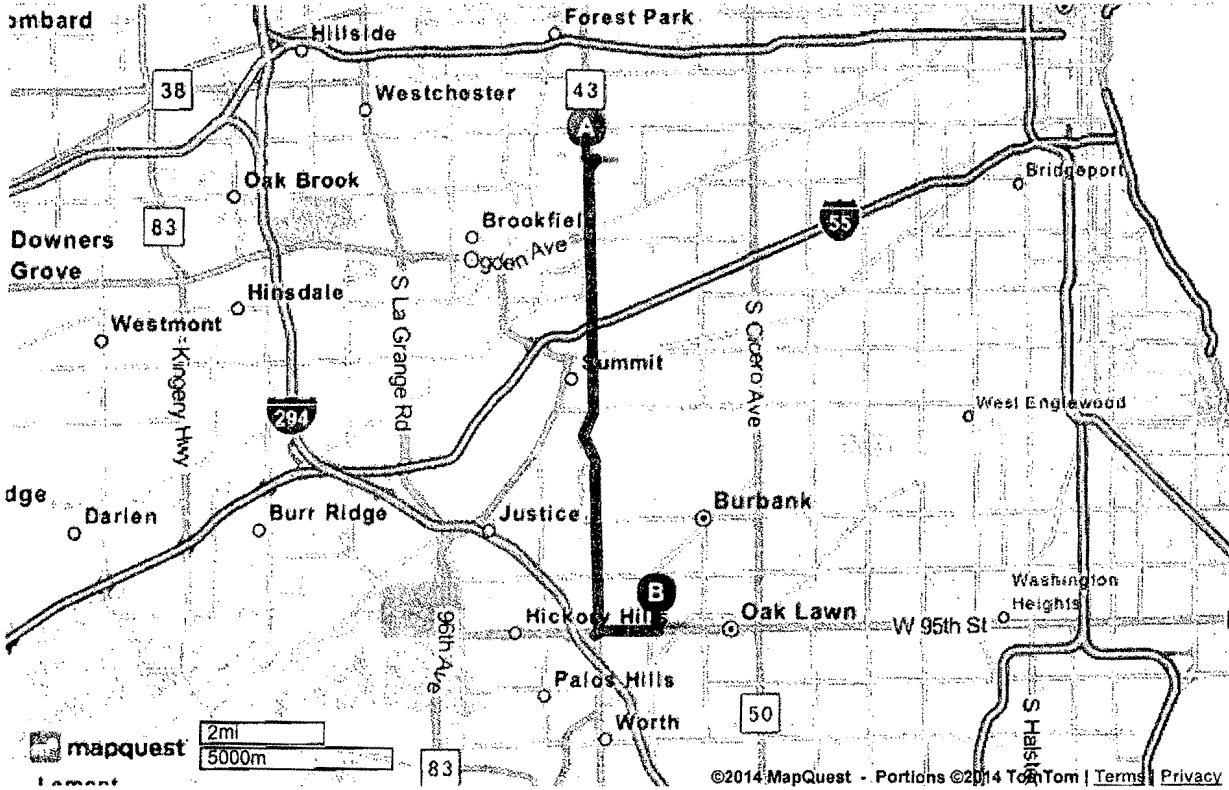 ombard
Forest Park
Hillside
38
43
Westchester
A
Oak Brook
Bridgeport
83
55
Brookfiel
Downers
Grove
Ogden Ave
Hinsdale
S La Grange Rd
Westmont
S Cicero Ave
Kingery Hwy
Summit
294
West Englewood
dge
Darien
Burr Ridge
Justice
Burbank
B
Washington
Heights
Hickory Hills
Oak Lawn
W 95th St
96th Ave
Palos Hills
50
Worth
S Halste
mapquest
2mi
5000m
83
©2014 MapQuest - Portions ©2014 TomTom | Terms | Privacy